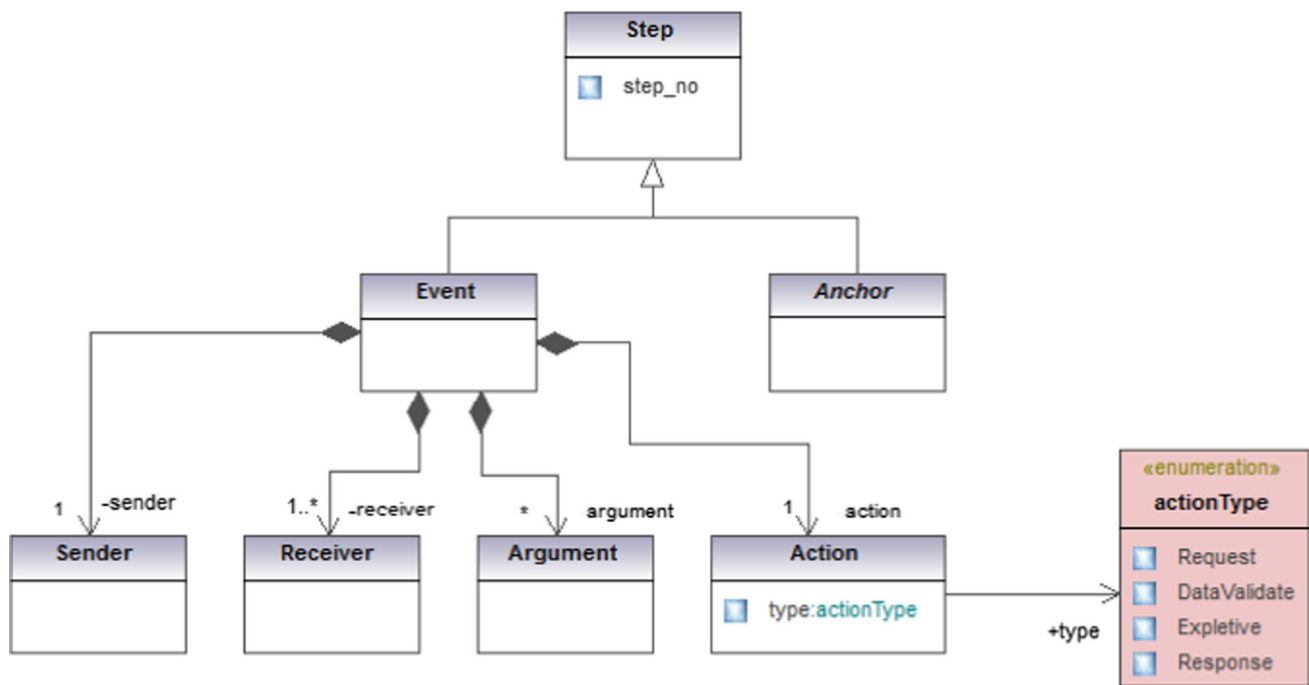 Step
step_no
Event
Anchor
1 -sender
1..* -receiver
* argument
1 action
Sender
Receiver
Argument
Action
type:actionType
+type
«enumeration»
actionType
Request
DataValidate
Expletive
Response